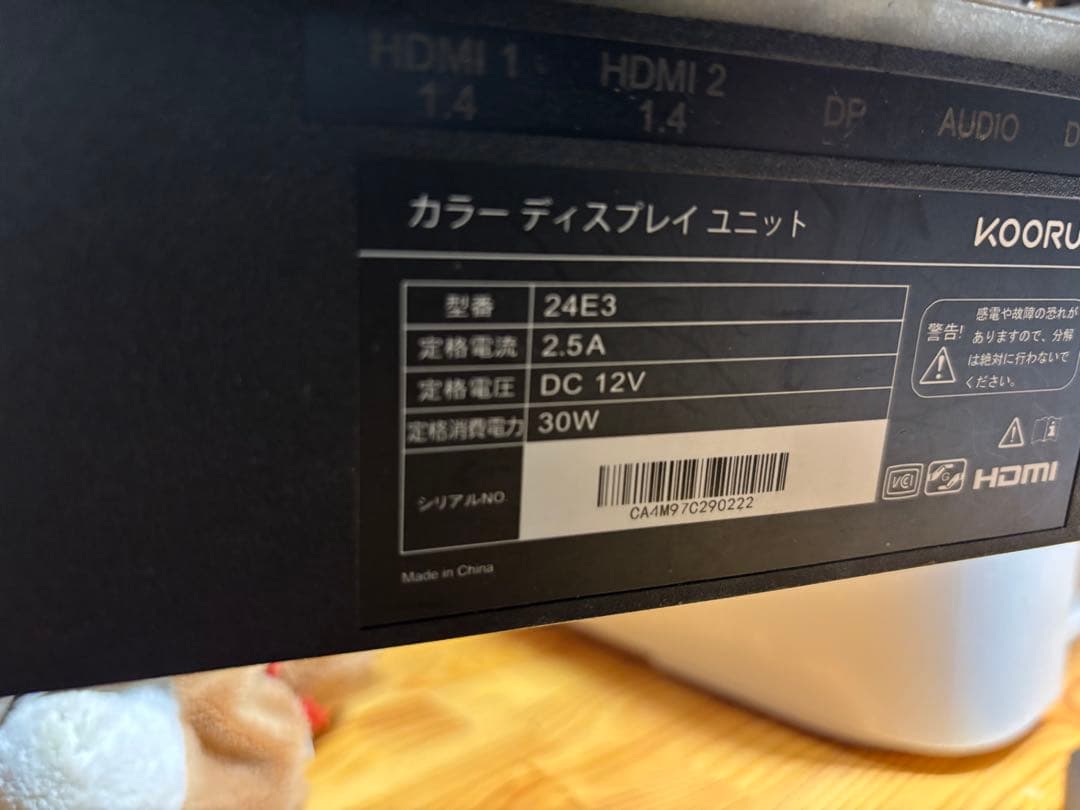 HDMI 1
1.4
HDMI 2
1.4
DP
AUDIO
D
カラー ディスプレイ ユニット
KOORU
型番 24E3
定格電流 2.5A
定格電圧 DC 12V
定格消費電力 30W
シリアルNO.
CA4M97C290222
Made in China
警告!
感電や故障の恐れが
ありますので、分解
は絶対に行わないで
ください。
VCI
G
HDMI